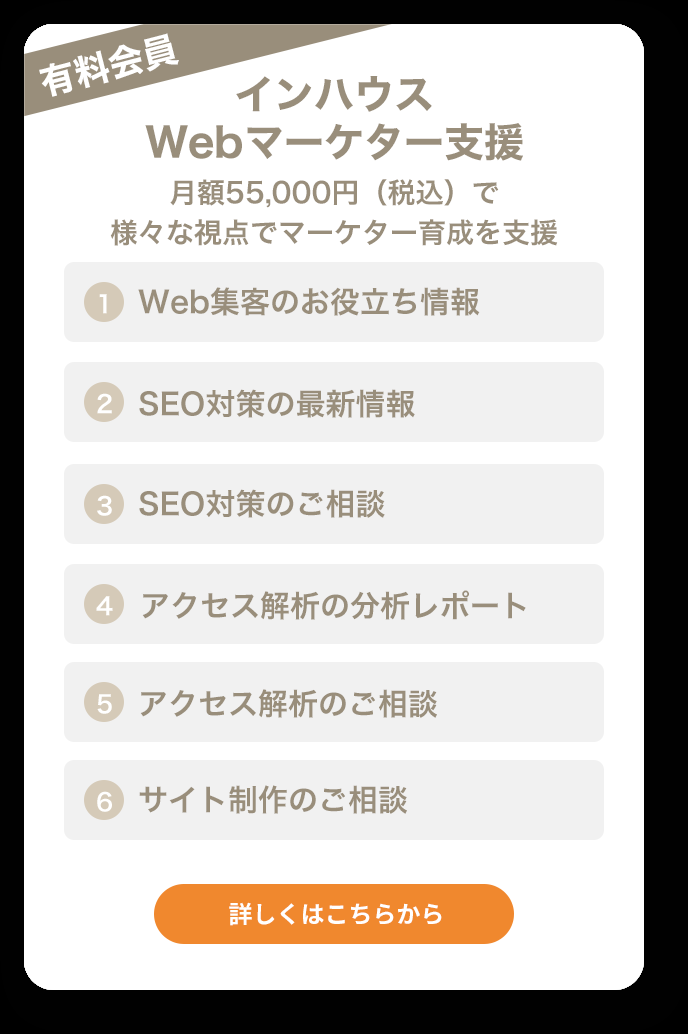 有料会員
インハウス
Webマーケター支援
月額55,000円（税込）で
様々な視点でマーケター育成を支援
1 Web集客のお役立ち情報
2 SEO対策の最新情報
3 SEO対策のご相談
4 アクセス解析の分析レポート
5 アクセス解析のご相談
6 サイト制作のご相談
詳しくはこちらから